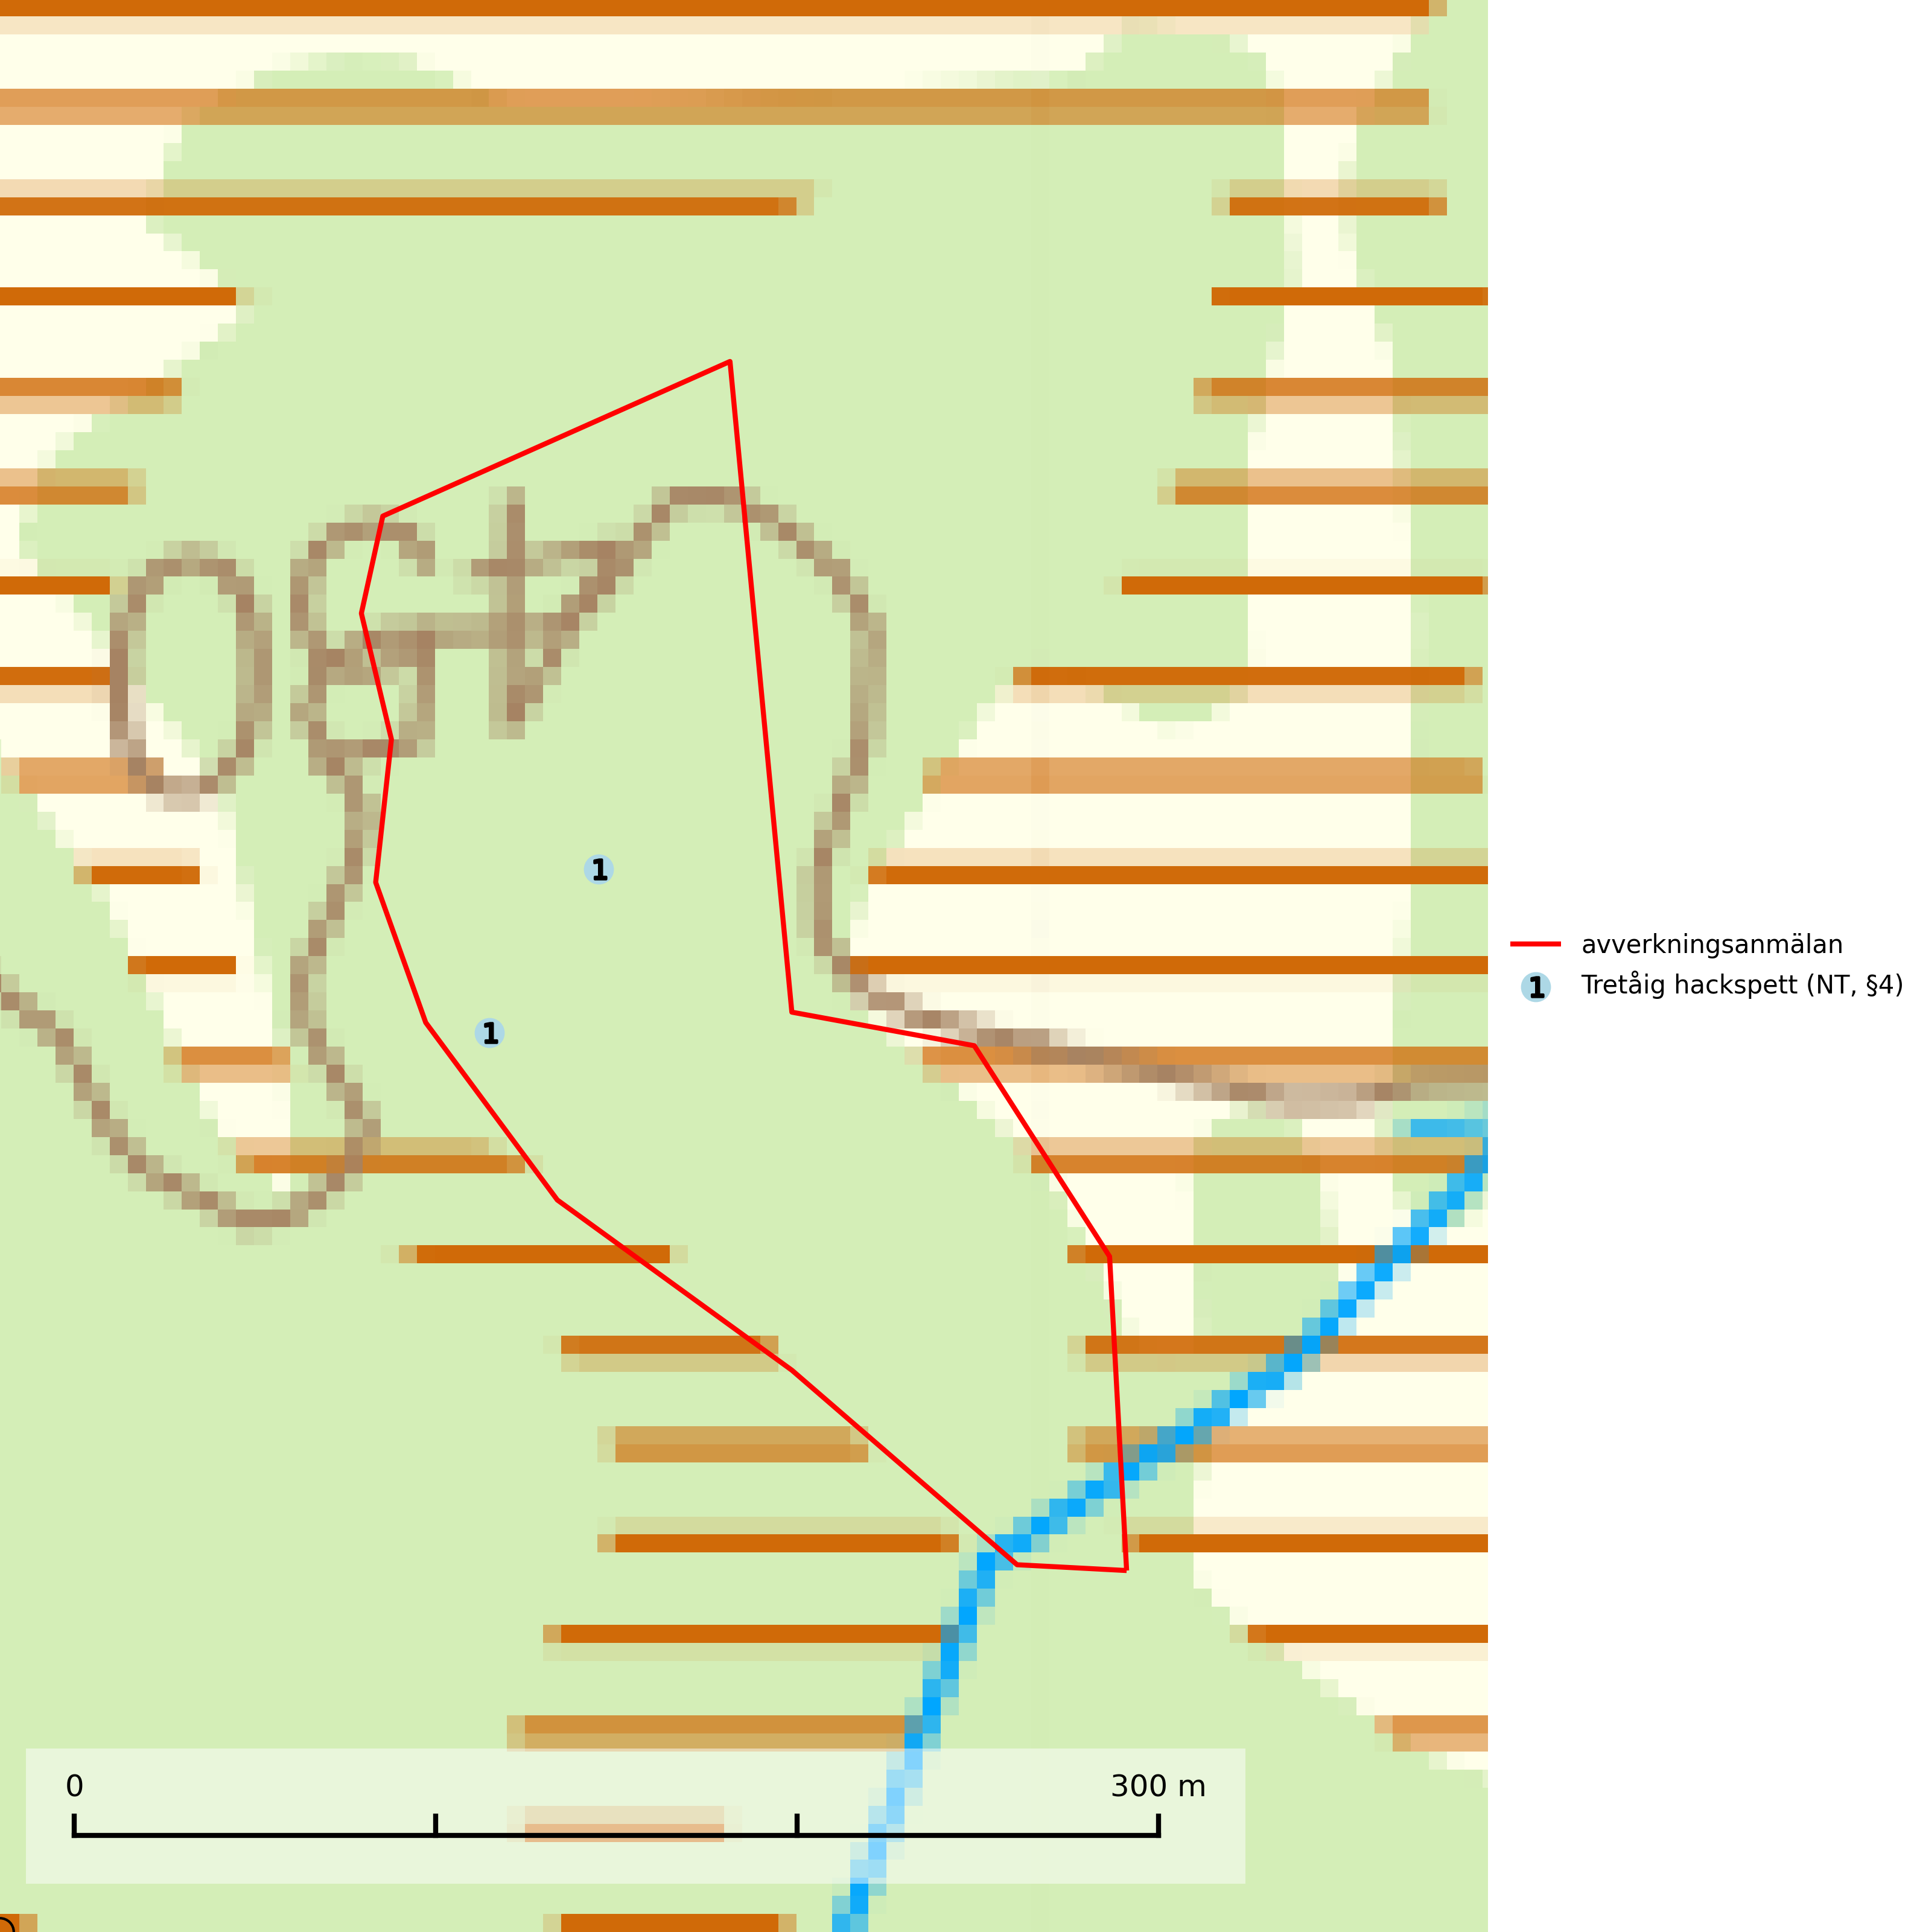 1
1
avverkningsanmälan
1 Tretåig hackspett (NT, §4)
0 300 m